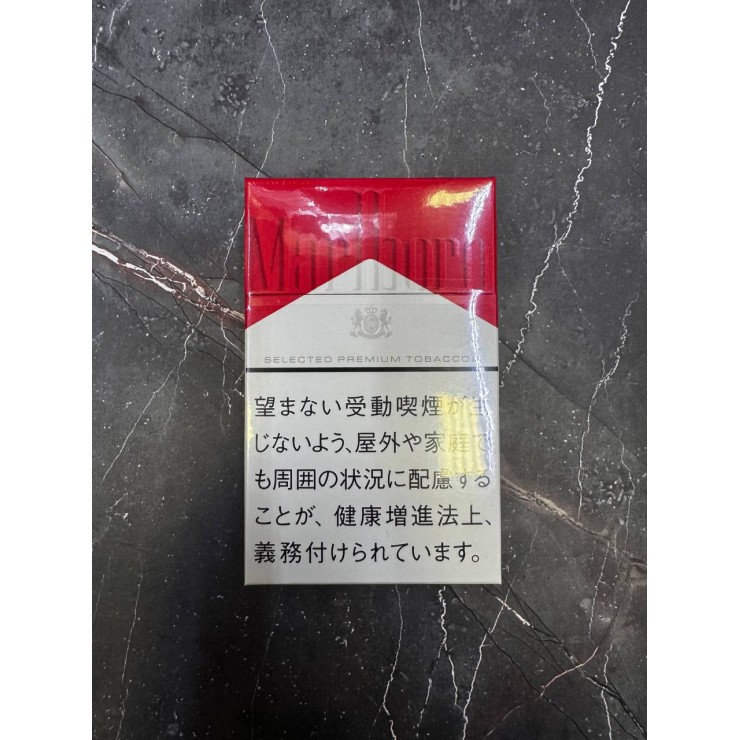 Marlboro
SELECTED PREMIUM TOBACCOS
望まない受動喫煙が生
じないよう、屋外や家庭で
も周囲の状況に配慮する
ことが、健康増進法上、
義務付けられています。